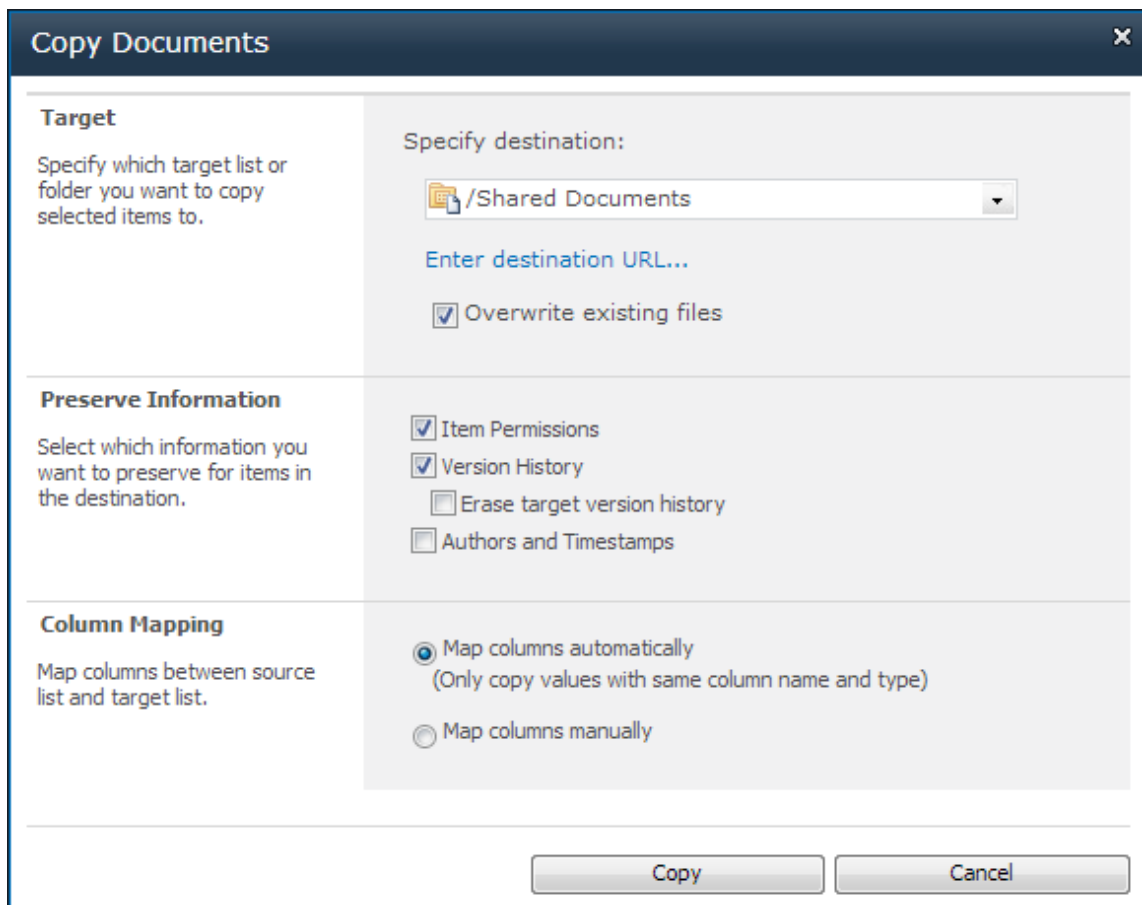 Copy Documents
Target
Specify which target list or
folder you want to copy
selected items to.
Specify destination:
/Shared Documents
Enter destination URL...
Overwrite existing files
Preserve Information
Select which information you
want to preserve for items in
the destination.
Item Permissions
Version History
Erase target version history
Authors and Timestamps
Column Mapping
Map columns between source
list and target list.
Map columns automatically
(Only copy values with same column name and type)
Map columns manually
Copy
Cancel